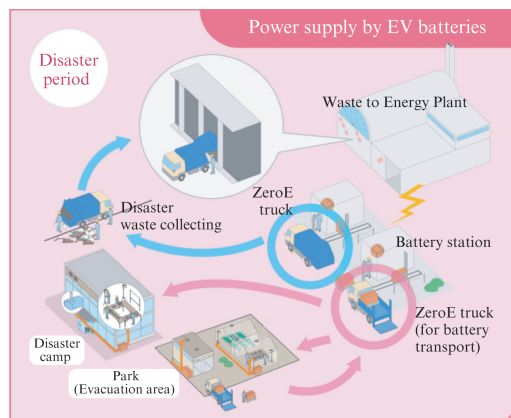 Power supply by EV batteries
Disaster
period
Waste to Energy Plant
Disaster
waste collecting
ZeroE
truck
Battery station
ZeroE truck
(for battery
transport)
Disaster
camp
Park
(Evacuation area)